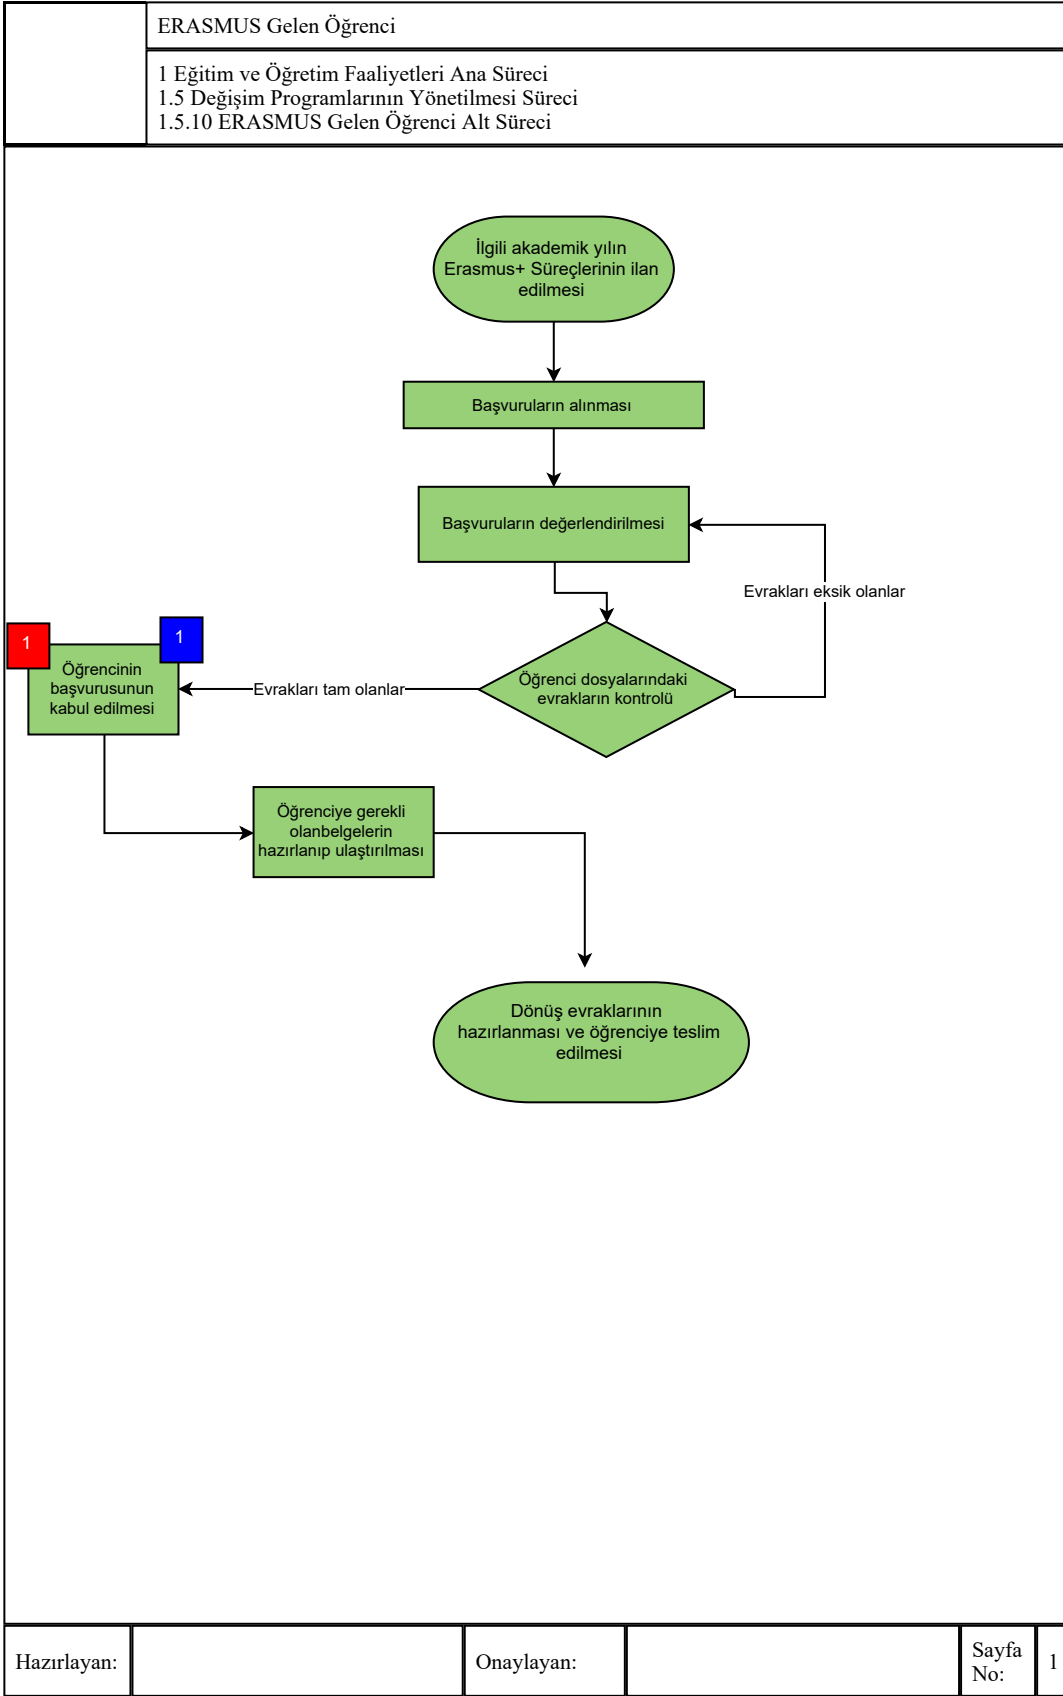 ERASMUS Gelen Öğrenci
1 Eğitim ve Öğretim Faaliyetleri Ana Süreci
1.5 Değişim Programlarının Yönetilmesi Süreci
1.5.10 ERASMUS Gelen Öğrenci Alt Süreci
İlgili akademik yılın
Erasmus+ Süreçlerinin ilan
edilmesi
Başvuruların alınması
Başvuruların değerlendirilmesi
Evrakları eksik olanlar
1
1
Öğrencinin
başvurusunun
kabul edilmesi
Evrakları tam olanlar
Öğrenci dosyalarındaki
evrakların kontrolü
Öğrenciye gerekli
olanbelgelerin
hazırlanıp ulaştırılması
Dönüş evraklarının
hazırlanması ve öğrenciye teslim
edilmesi
Hazırlayan:
Onaylayan:
Sayfa
No:
1